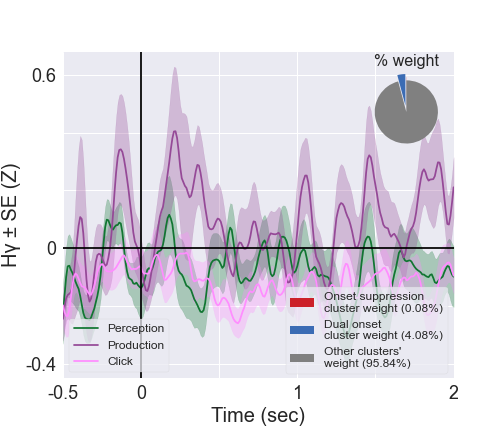 % weight
0.6
0
-0.4
Hγ ± SE (Z)
Perception
Production
Click
Onset suppression
cluster weight (0.08%)
Dual onset
cluster weight (4.08%)
Other clusters'
weight (95.84%)
-0.5
0
1
2
Time (sec)